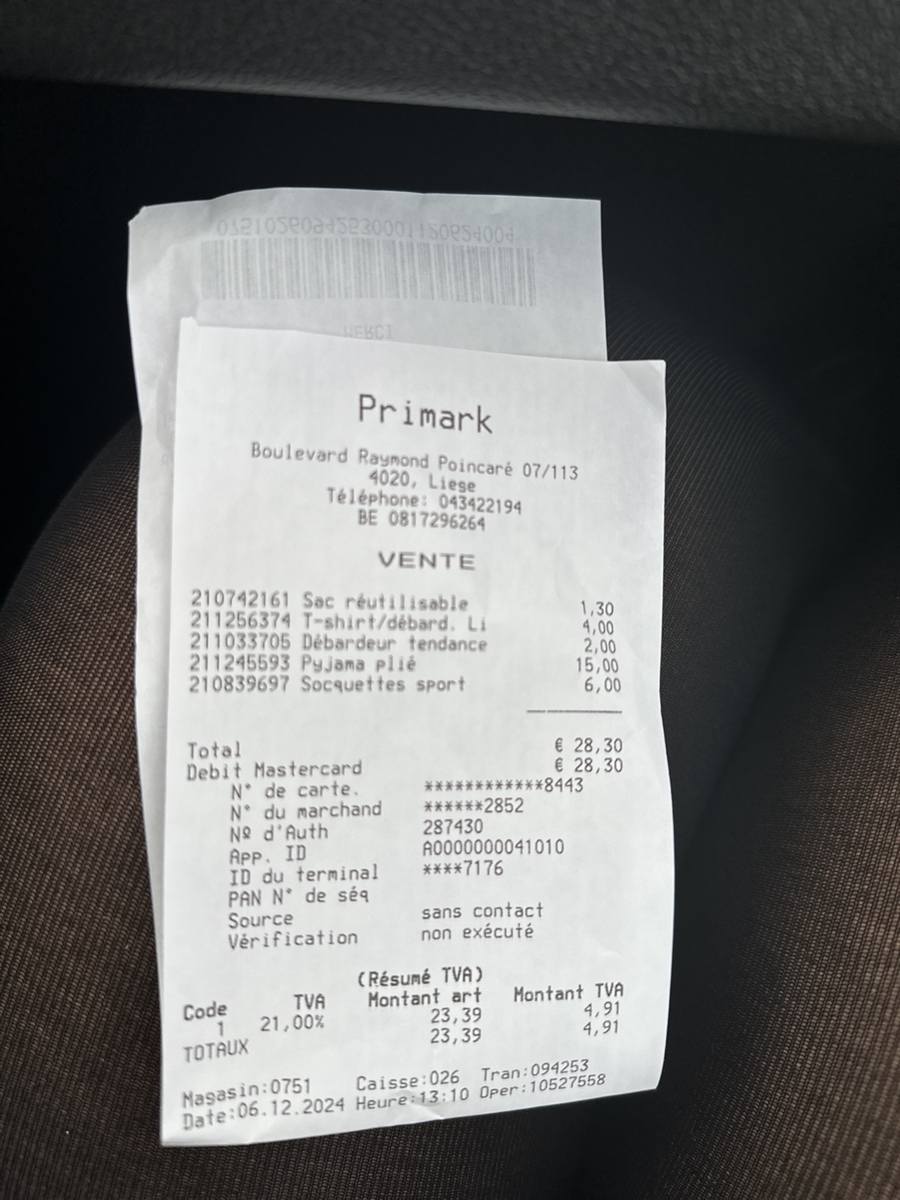 07510260942530001120624004
MERCI
Primark
Boulevard Raymond Poincaré 07/113
4020, Liese
Téléphone: 043422194
BE 0817296264
VENTE
210742161 Sac réutilisable 1,30
211256374 T-shirt/débard. Li 4,00
211033705 Débardeur tendance 2,00
211245593 Pyjama plié 15,00
210839697 Socquettes sport 6,00
Total € 28,30
Debit Mastercard € 28,30
N° de carte. ************8443
N° du marchand ******2852
Nº d'Auth 287430
App. ID A0000000041010
ID du terminal ****7176
PAN N° de séq
Source sans contact
Vérification non exécuté
(Résumé TVA)
Code TVA Montant art Montant TVA
1 21,00% 23,39 4,91
TOTAUX 23,39 4,91
Magasin:0751 Caisse:026 Tran:094253
Date:06.12.2024 Heure:13:10 Oper:10527558